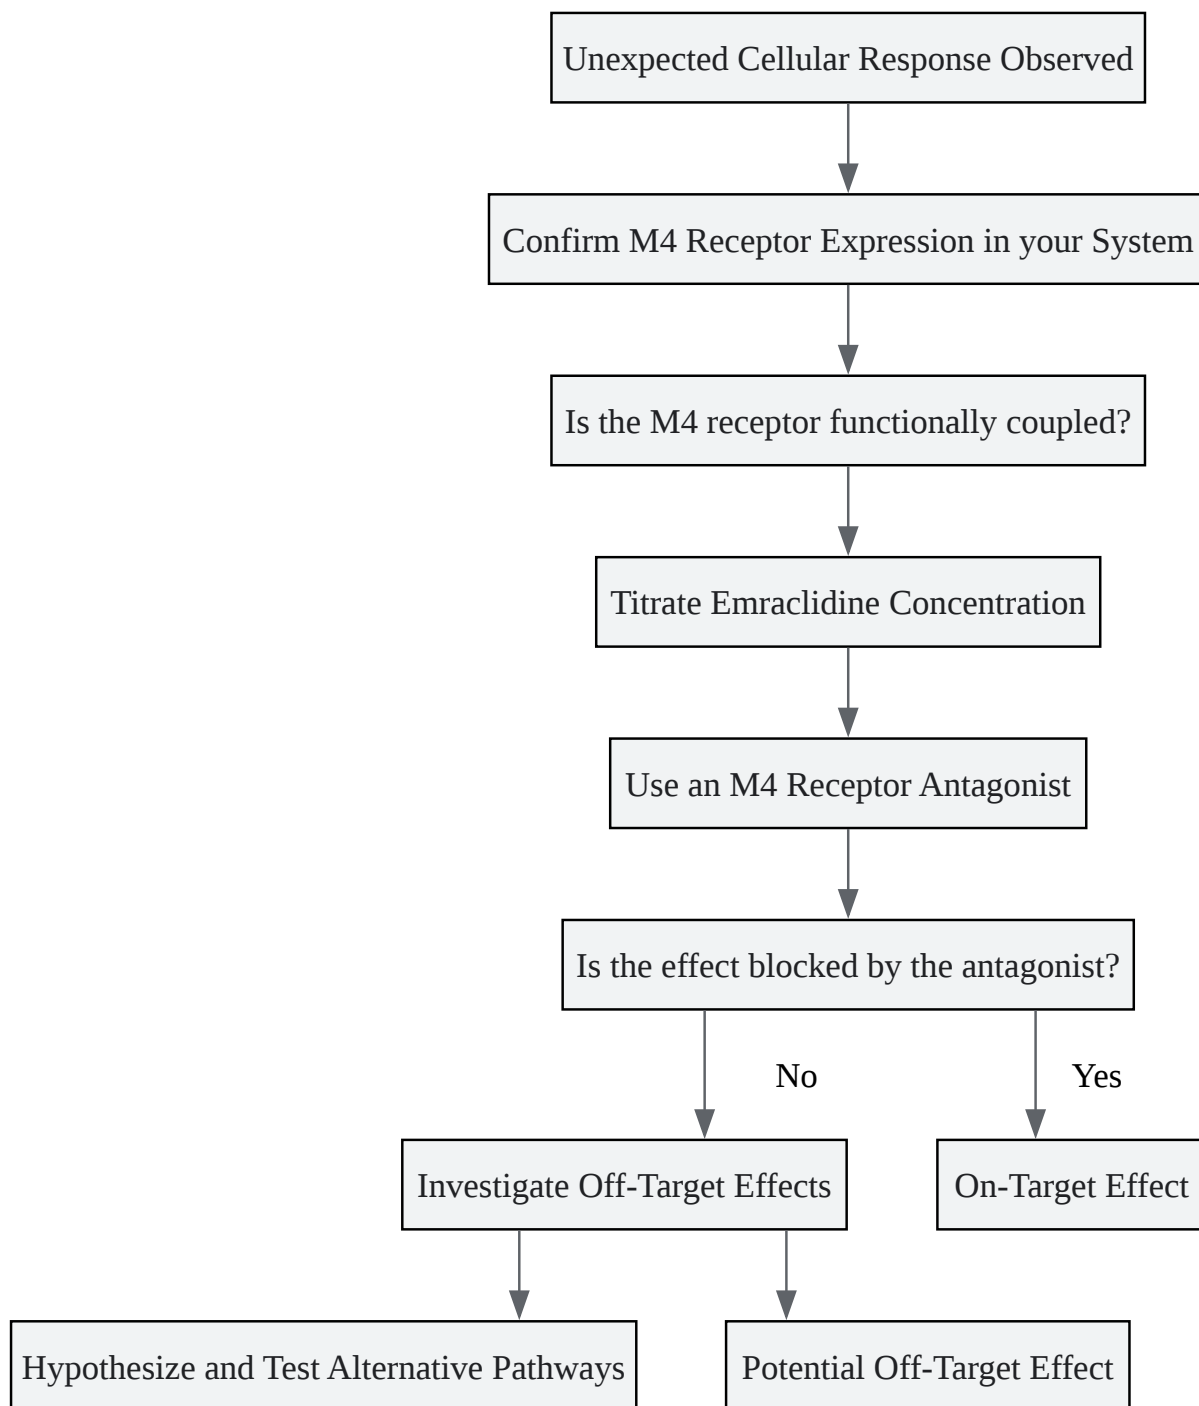 Unexpected Cellular Response Observed
Confirm M4 Receptor Expression in your System
Is the M4 receptor functionally coupled?
Titrate Emraclidine Concentration
Use an M4 Receptor Antagonist
Is the effect blocked by the antagonist?
No
Yes
Investigate Off-Target Effects
On-Target Effect
Hypothesize and Test Alternative Pathways
Potential Off-Target Effect